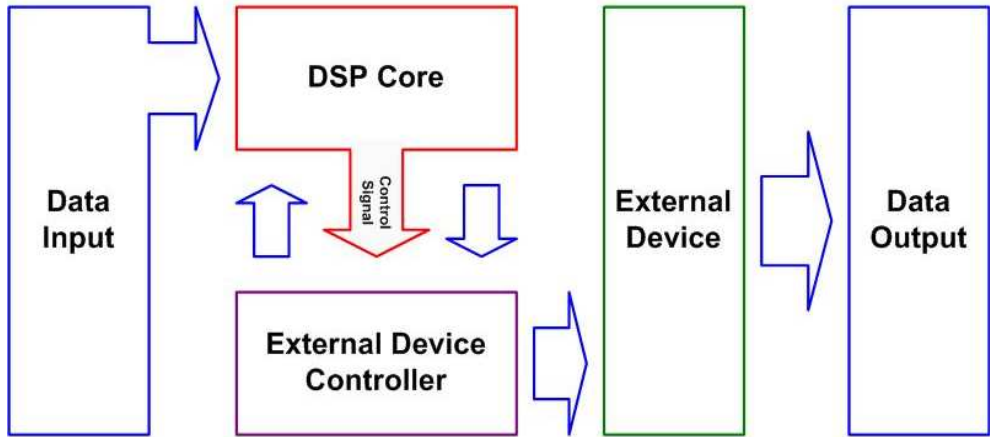 Data
Input
DSP Core
Control
Signal
External Device
Controller
External
Device
Data
Output